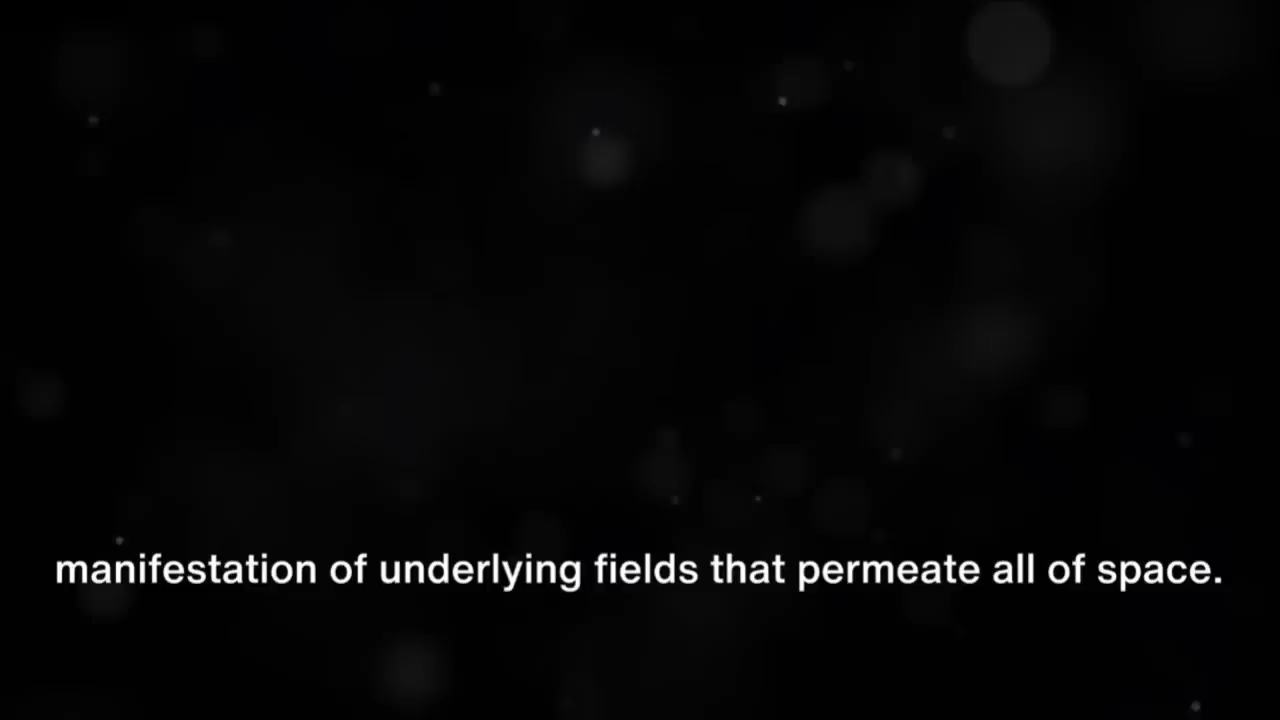 manifestation of underlying fields that permeate all of space.